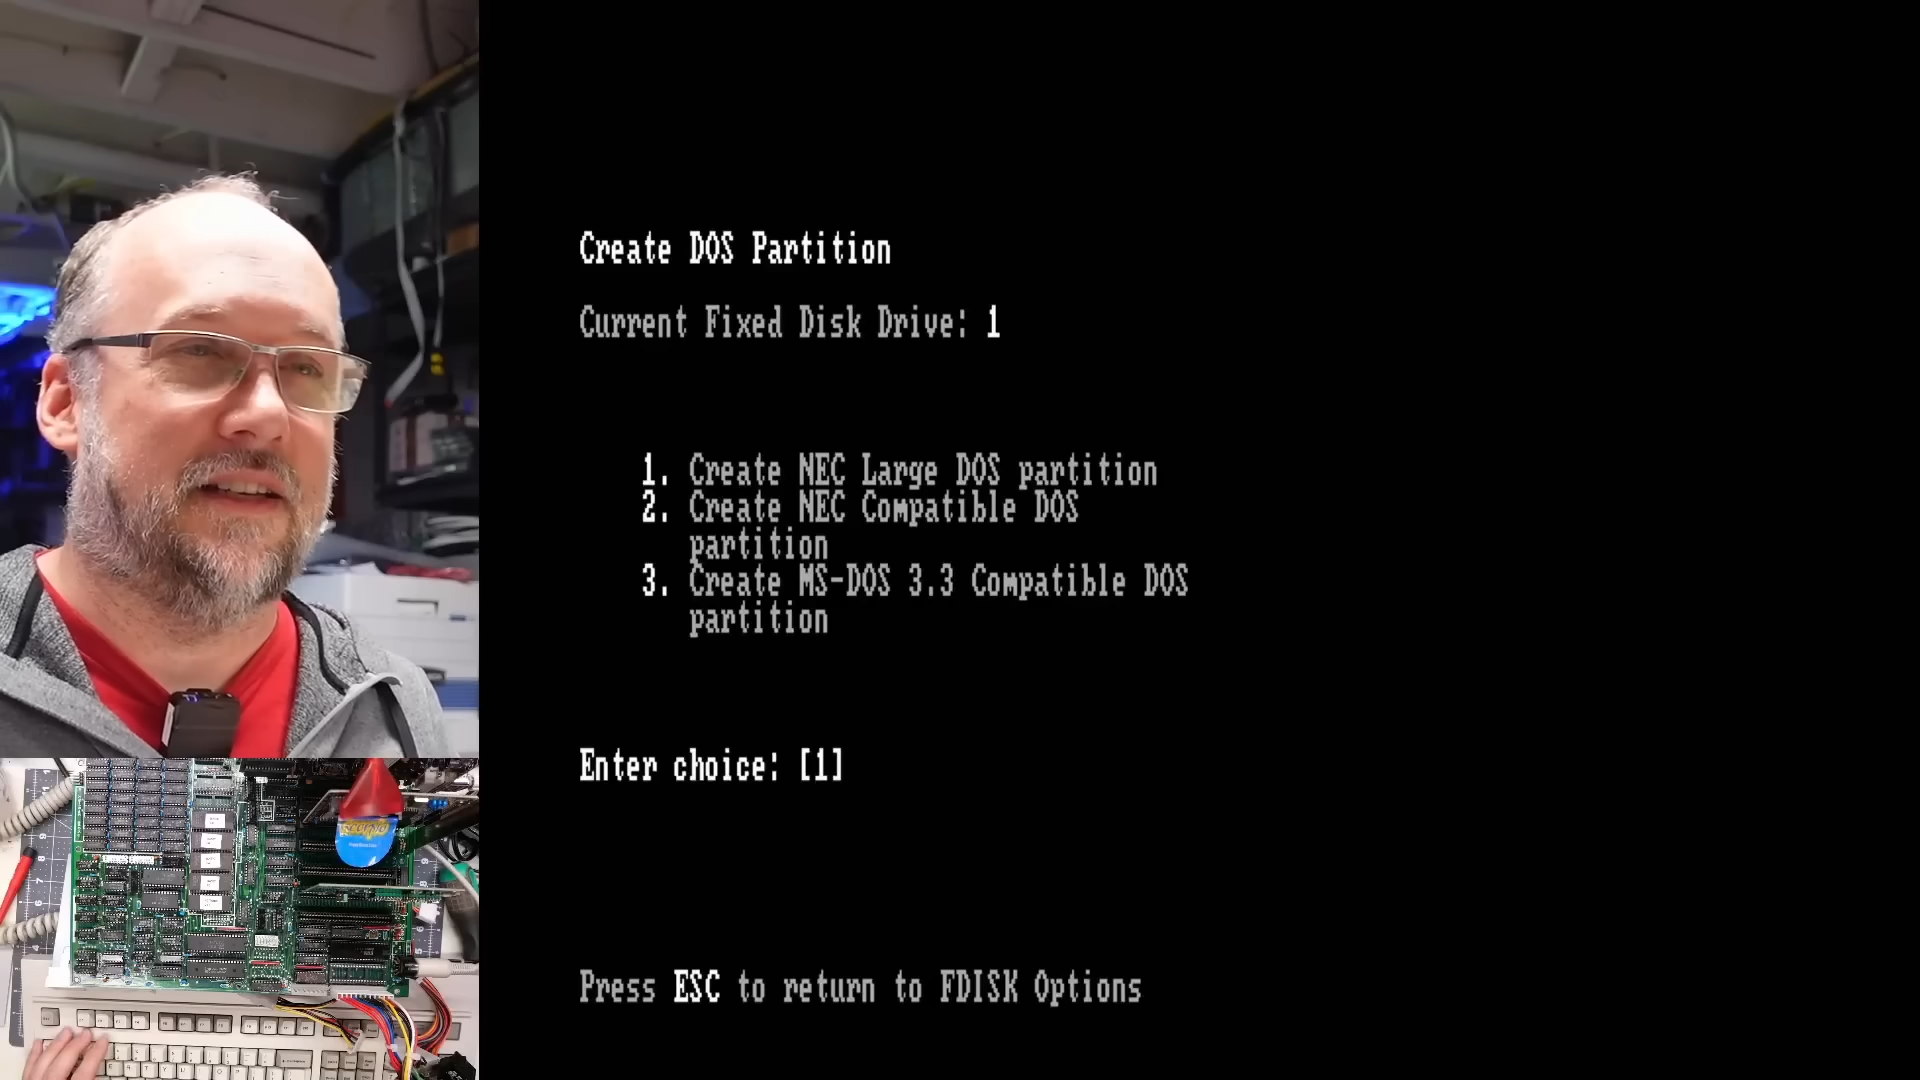 Create DOS Partition
Current Fixed Disk Drive: 1
1. Create NEC Large DOS partition
2. Create NEC Compatible DOS
partition
3. Create MS-DOS 3.3 Compatible DOS
partition
Enter choice: [1]
Press ESC to return to FDISK Options